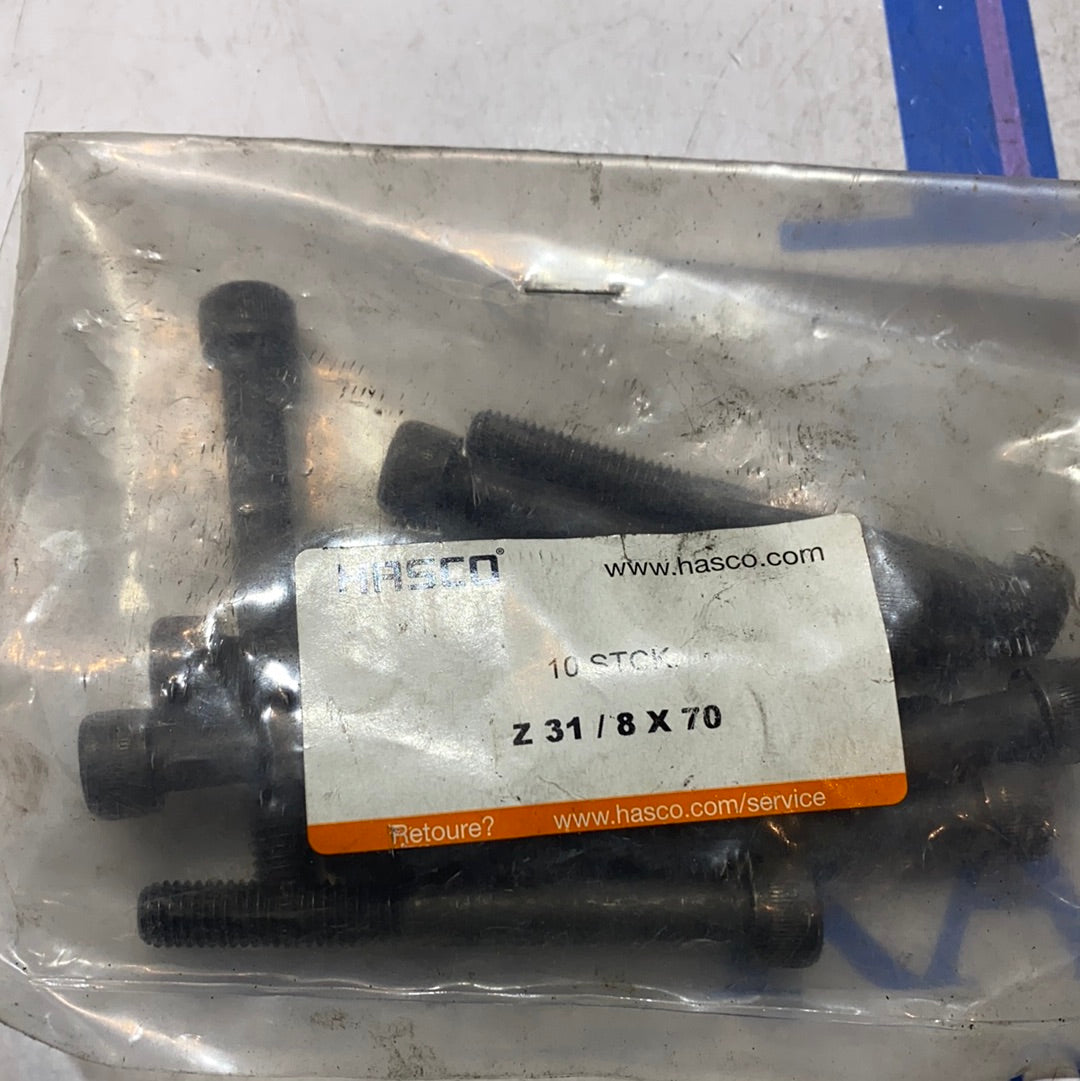 HASCO® www.hasco.com
10 STCK.
Z 31 / 8 X 70
Retoure? www.hasco.com/service